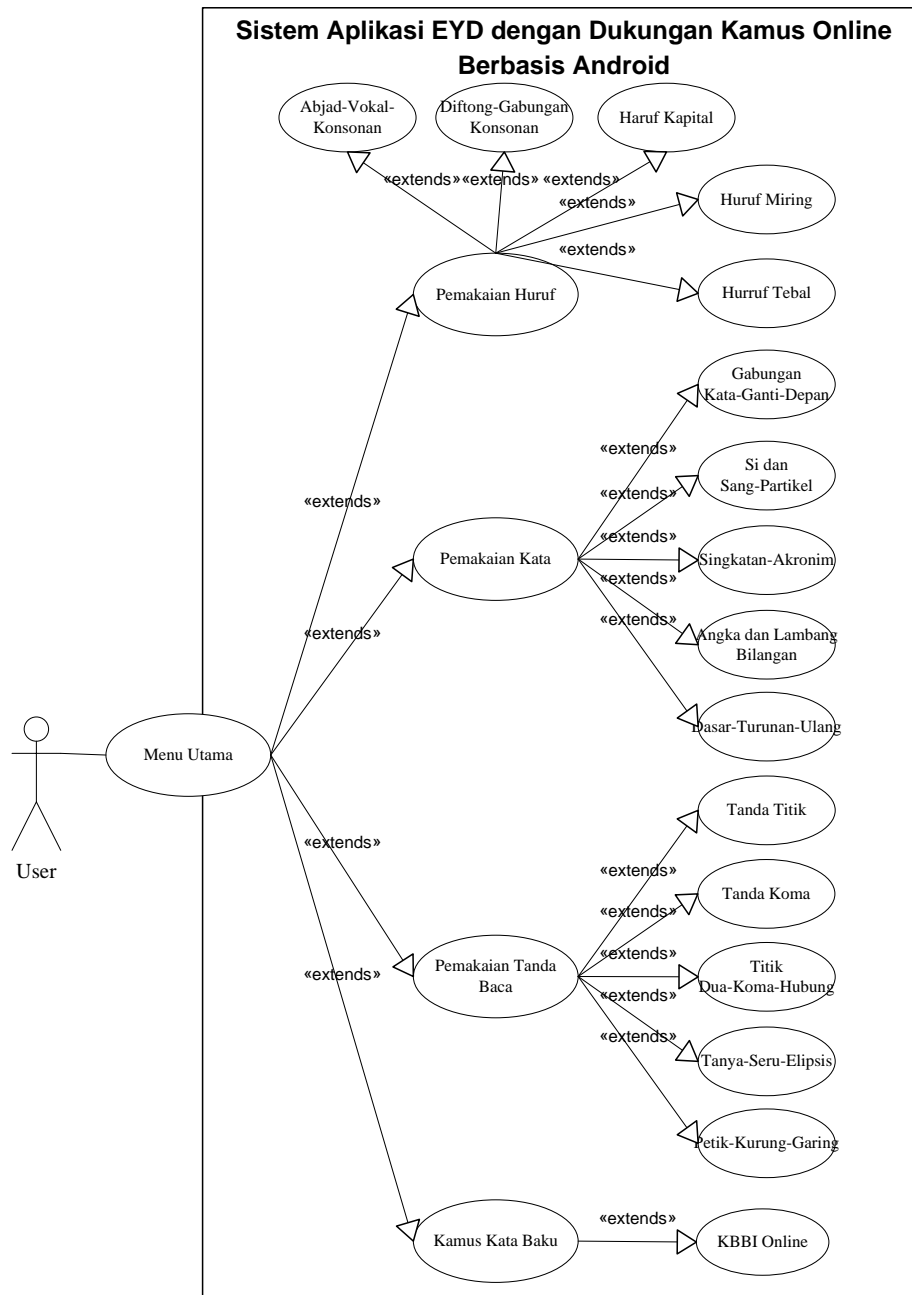 Sistem Aplikasi EYD dengan Dukungan Kamus Online
Berbasis Android
Abjad-Vokal-
Konsonan
Diftong-Gabungan
Konsonan
Haruf Kapital
«extends»
«extends»
«extends»
«extends»
Huruf Miring
«extends»
Pemakaian Huruf
Hurruf Tebal
Gabungan
Kata-Ganti-Depan
«extends»
Si dan
Sang-Partikel
«extends»
«extends»
Pemakaian Kata
«extends»
Singkatan-Akronim
«extends»
«extends»
Angka dan Lambang
Bilangan
«extends»
Dasar-Turunan-Ulang
Menu Utama
User
Tanda Titik
«extends»
«extends»
Tanda Koma
«extends»
Pemakaian Tanda
Baca
«extends»
Titik
Dua-Koma-Hubung
«extends»
«extends»
Tanya-Seru-Elipsis
«extends»
Petik-Kurung-Garing
Kamus Kata Baku
«extends»
KBBI Online